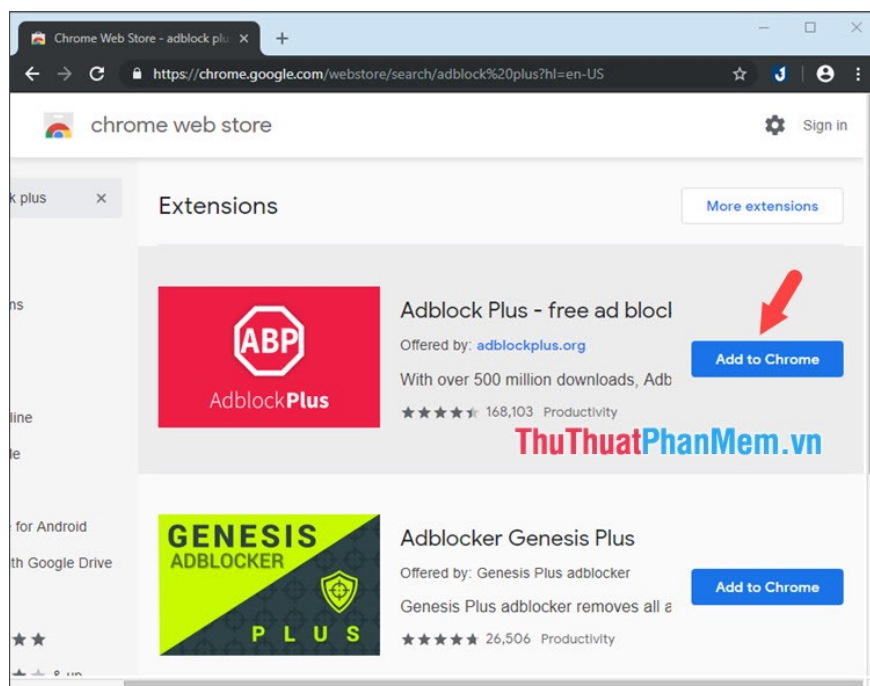 Chrome Web Store - adblock plu
https://chrome.google.com/webstore/search/adblock%20plus?hl=en-US
chrome web store
Sign in
k plus
Extensions
More extensions
ns
line
le
for Android
th Google Drive
& up
ABP
AdblockPlus
Adblock Plus - free ad block
Offered by: adblockplus.org
With over 500 million downloads, Adb
168,103 Productivity
Add to Chrome
ThuThuatPhanMem.vn
GENESIS
ADBLOCKER
PLUS
Adblocker Genesis Plus
Offered by: Genesis Plus adblocker
Genesis Plus adblocker removes all a
26,506 Productivity
Add to Chrome